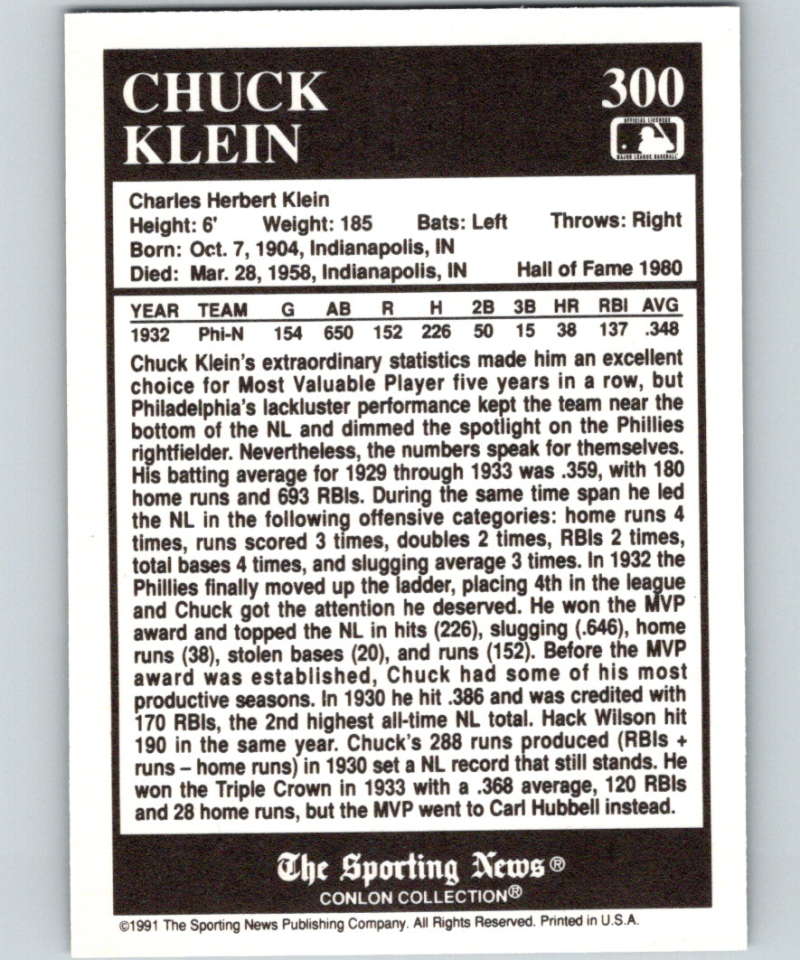 CHUCK 300
KLEIN
OFFICIAL LICENSEE
MAJOR LEAGUE BASEBALL
Charles Herbert Klein
Height: 6' Weight: 185 Bats: Left Throws: Right
Born: Oct. 7, 1904, Indianapolis, IN
Died: Mar. 28, 1958, Indianapolis, IN Hall of Fame 1980
YEAR TEAM G AB R H 2B 3B HR RBI AVG
1932 Phi-N 154 650 152 226 50 15 38 137 .348
Chuck Klein's extraordinary statistics made him an excellent
choice for Most Valuable Player five years in a row, but
Philadelphia's lackluster performance kept the team near the
bottom of the NL and dimmed the spotlight on the Phillies
rightfielder. Nevertheless, the numbers speak for themselves.
His batting average for 1929 through 1933 was .359, with 180
home runs and 693 RBIs. During the same time span he led
the NL in the following offensive categories: home runs 4
times, runs scored 3 times, doubles 2 times, RBIs 2 times,
total bases 4 times, and slugging average 3 times. In 1932 the
Phillies finally moved up the ladder, placing 4th in the league
and Chuck got the attention he deserved. He won the MVP
award and topped the NL in hits (226), slugging (.646), home
runs (38), stolen bases (20), and runs (152). Before the MVP
award was established, Chuck had some of his most
productive seasons. In 1930 he hit .386 and was credited with
170 RBIs, the 2nd highest all-time NL total. Hack Wilson hit
190 in the same year. Chuck's 288 runs produced (RBIs +
runs – home runs) in 1930 set a NL record that still stands. He
won the Triple Crown in 1933 with a .368 average, 120 RBIs
and 28 home runs, but the MVP went to Carl Hubbell instead.
The Sporting News®
CONLON COLLECTION®
©1991 The Sporting News Publishing Company. All Rights Reserved. Printed in U.S.A.